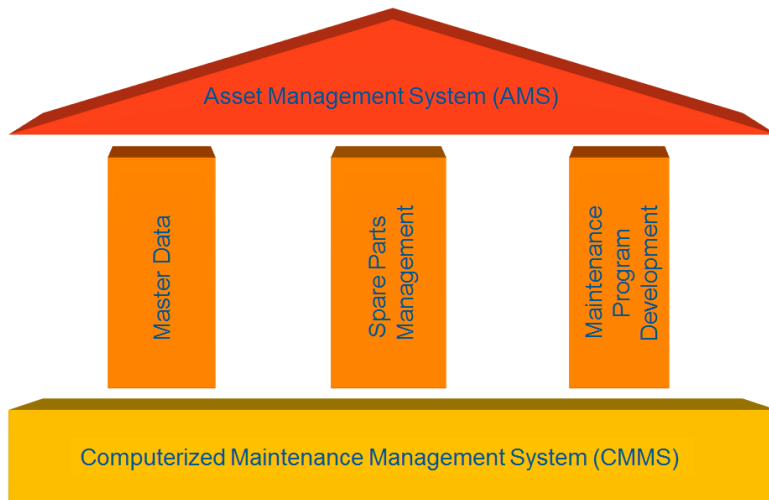 Asset Management System (AMS)
Master Data
Spare Parts
Management
Maintenance
Program
Development
Computerized Maintenance Management System (CMMS)